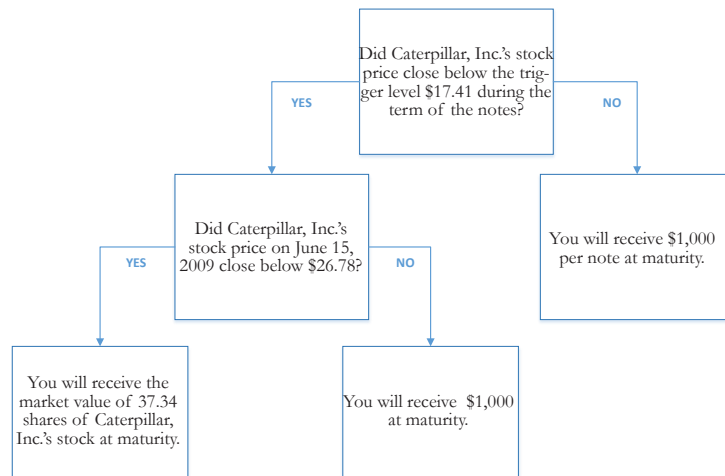 Did Caterpillar, Inc.'s stock
price close below the trig-
ger level $17.41 during the
term of the notes?
YES
NO
Did Caterpillar, Inc.'s
stock price on June 15,
2009 close below $26.78?
You will receive $1,000
per note at maturity.
YES
NO
You will receive the
market value of 37.34
shares of Caterpillar,
Inc.'s stock at maturity.
You will receive $1,000
at maturity.